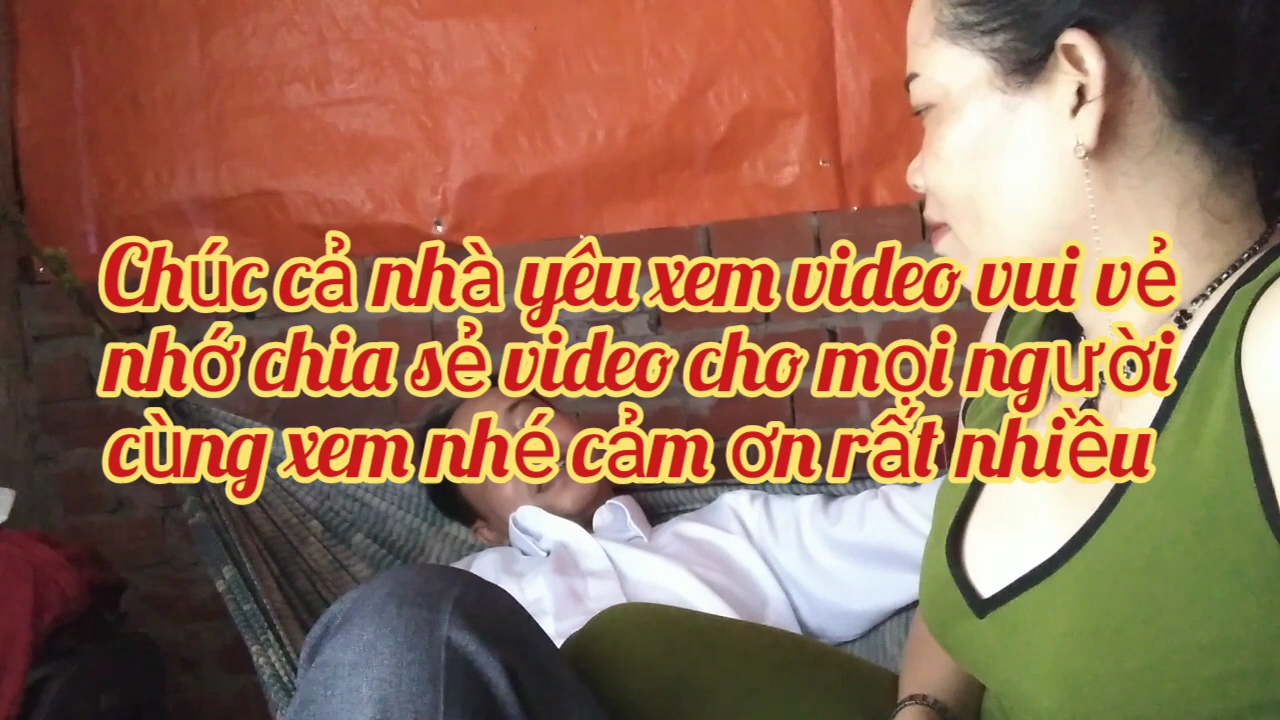 Chúc cả nhà yêu xem video vui vẻ
nhớ chia sẻ video cho mọi người
cùng xem nhé cảm ơn rất nhiều